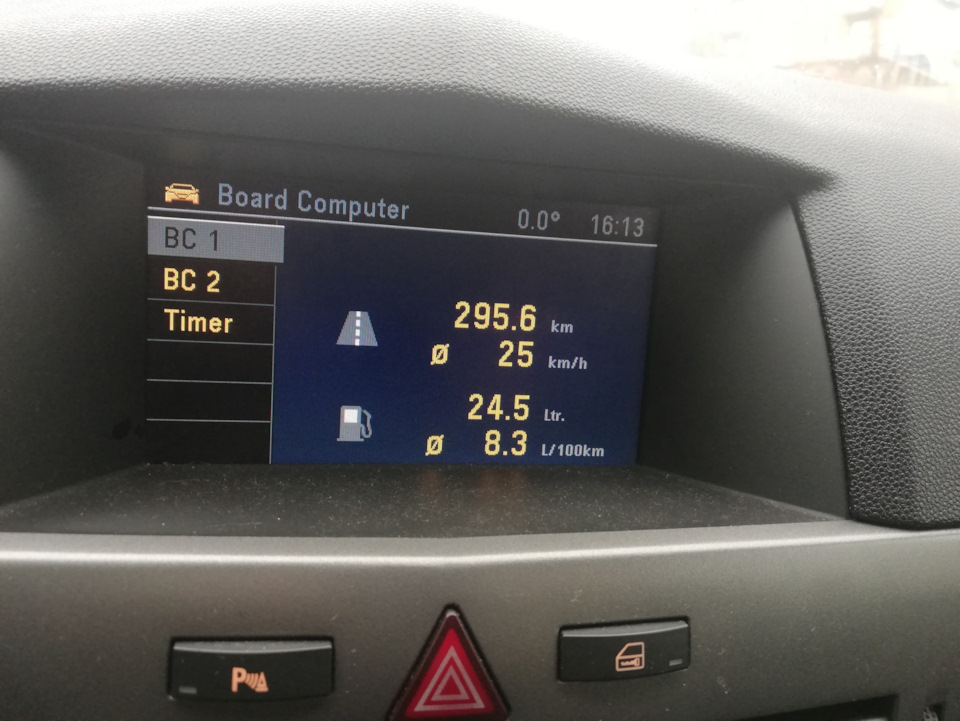 Board Computer 0.0° 16:13
BC 1
BC 2
Timer
295.6 km
Ø 25 km/h
24.5 Ltr.
Ø 8.3 L/100km
P